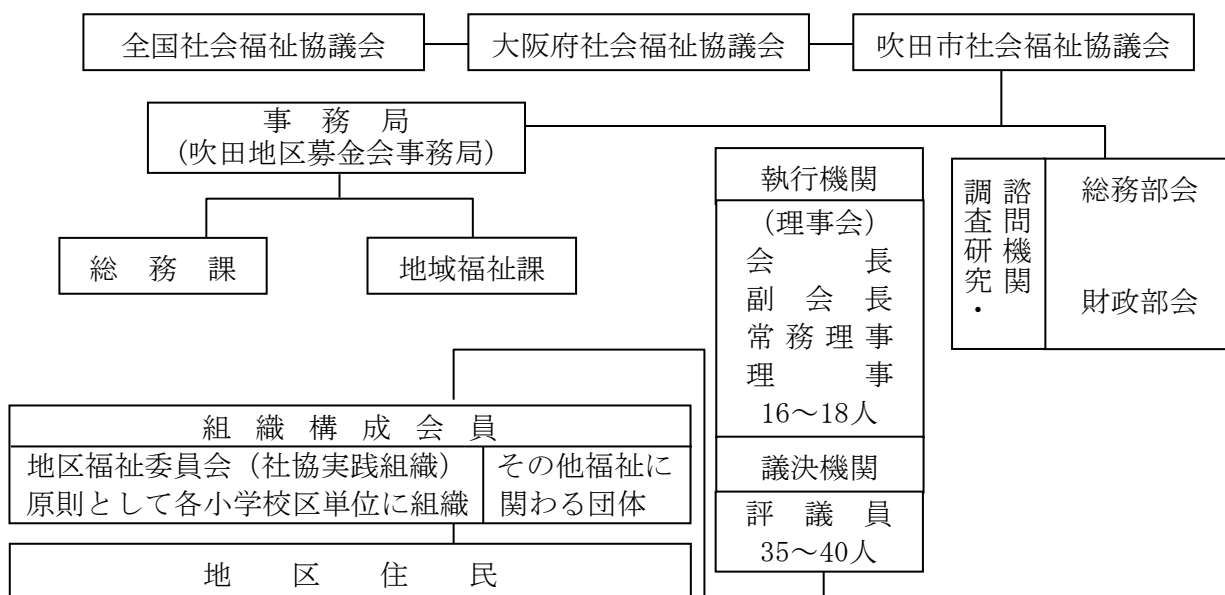 全国社会福祉協議会
大阪府社会福祉協議会
吹田市社会福祉協議会
事務局
(吹田地区募金会事務局)
総務課
地域福祉課
執行機関
(理事会)
会長
副会長
常務理事
理事
16～18人
議決機関
評議員
35～40人
諮問機関
調査研究・
総務部会
財政部会
組織構成会員
地区福祉委員会(社協実践組織)
原則として各小学校区単位に組織
その他福祉に
関わる団体
地区住民